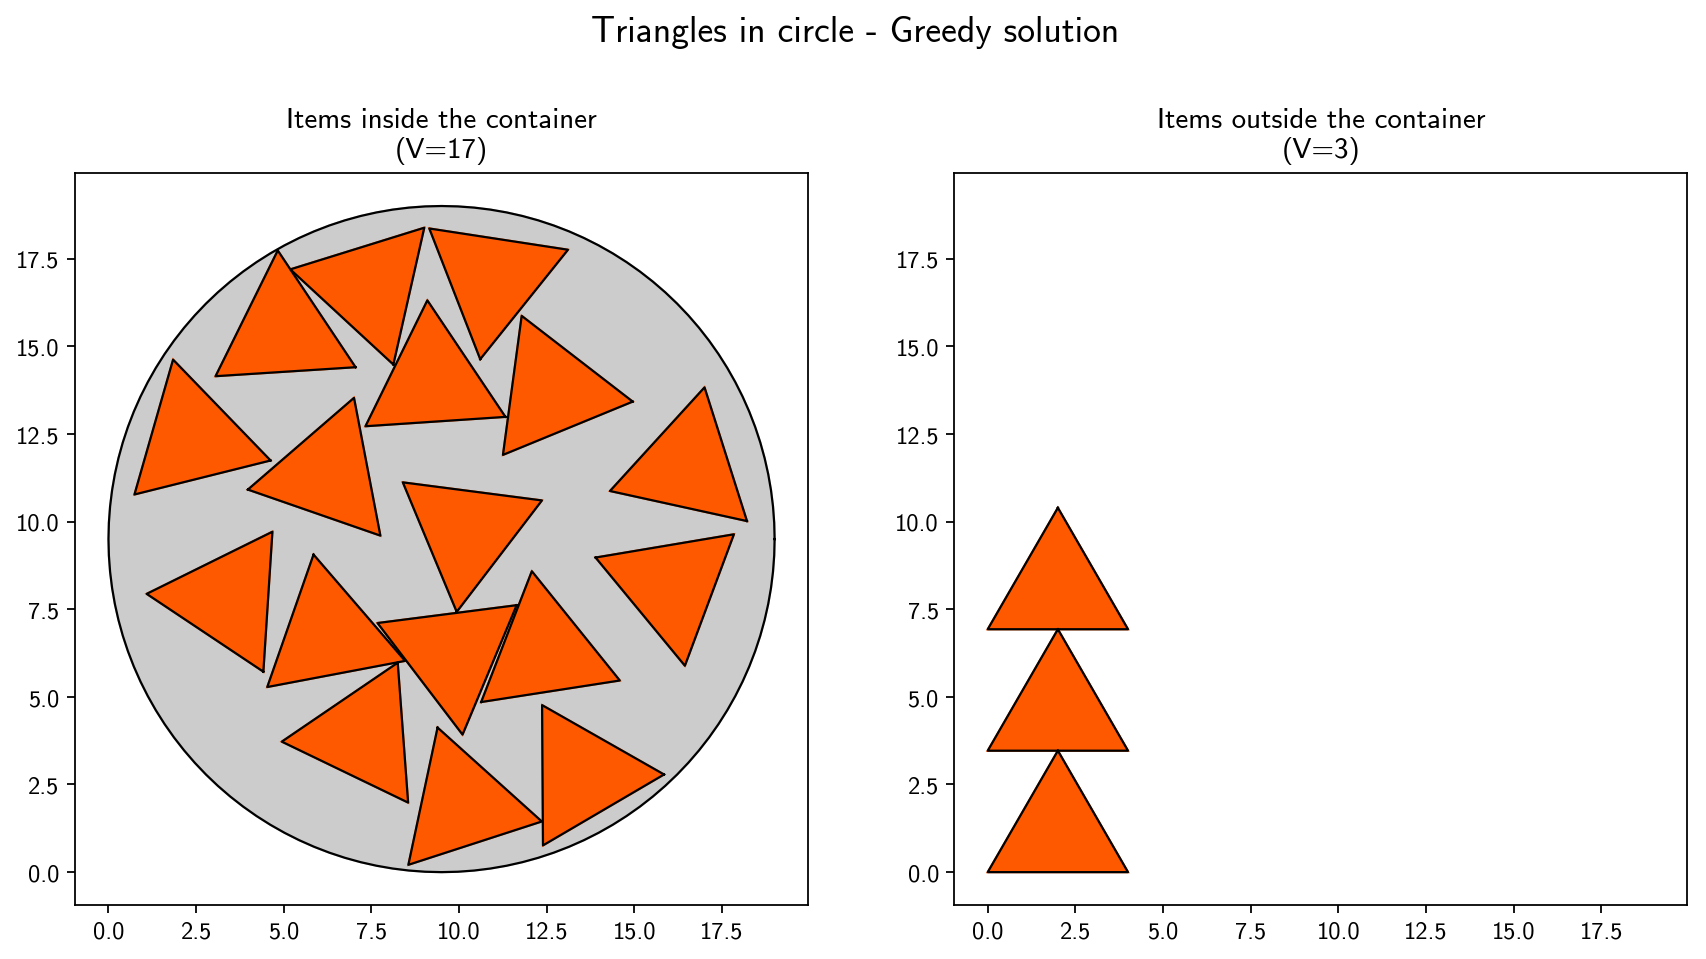 Triangles in circle - Greedy solution
Items inside the container
(V=17)
17.5
15.0
12.5
10.0
7.5
5.0
2.5
0.0
0.0 2.5 5.0 7.5 10.0 12.5 15.0 17.5
Items outside the container
(V=3)
17.5
15.0
12.5
10.0
7.5
5.0
2.5
0.0
0.0 2.5 5.0 7.5 10.0 12.5 15.0 17.5